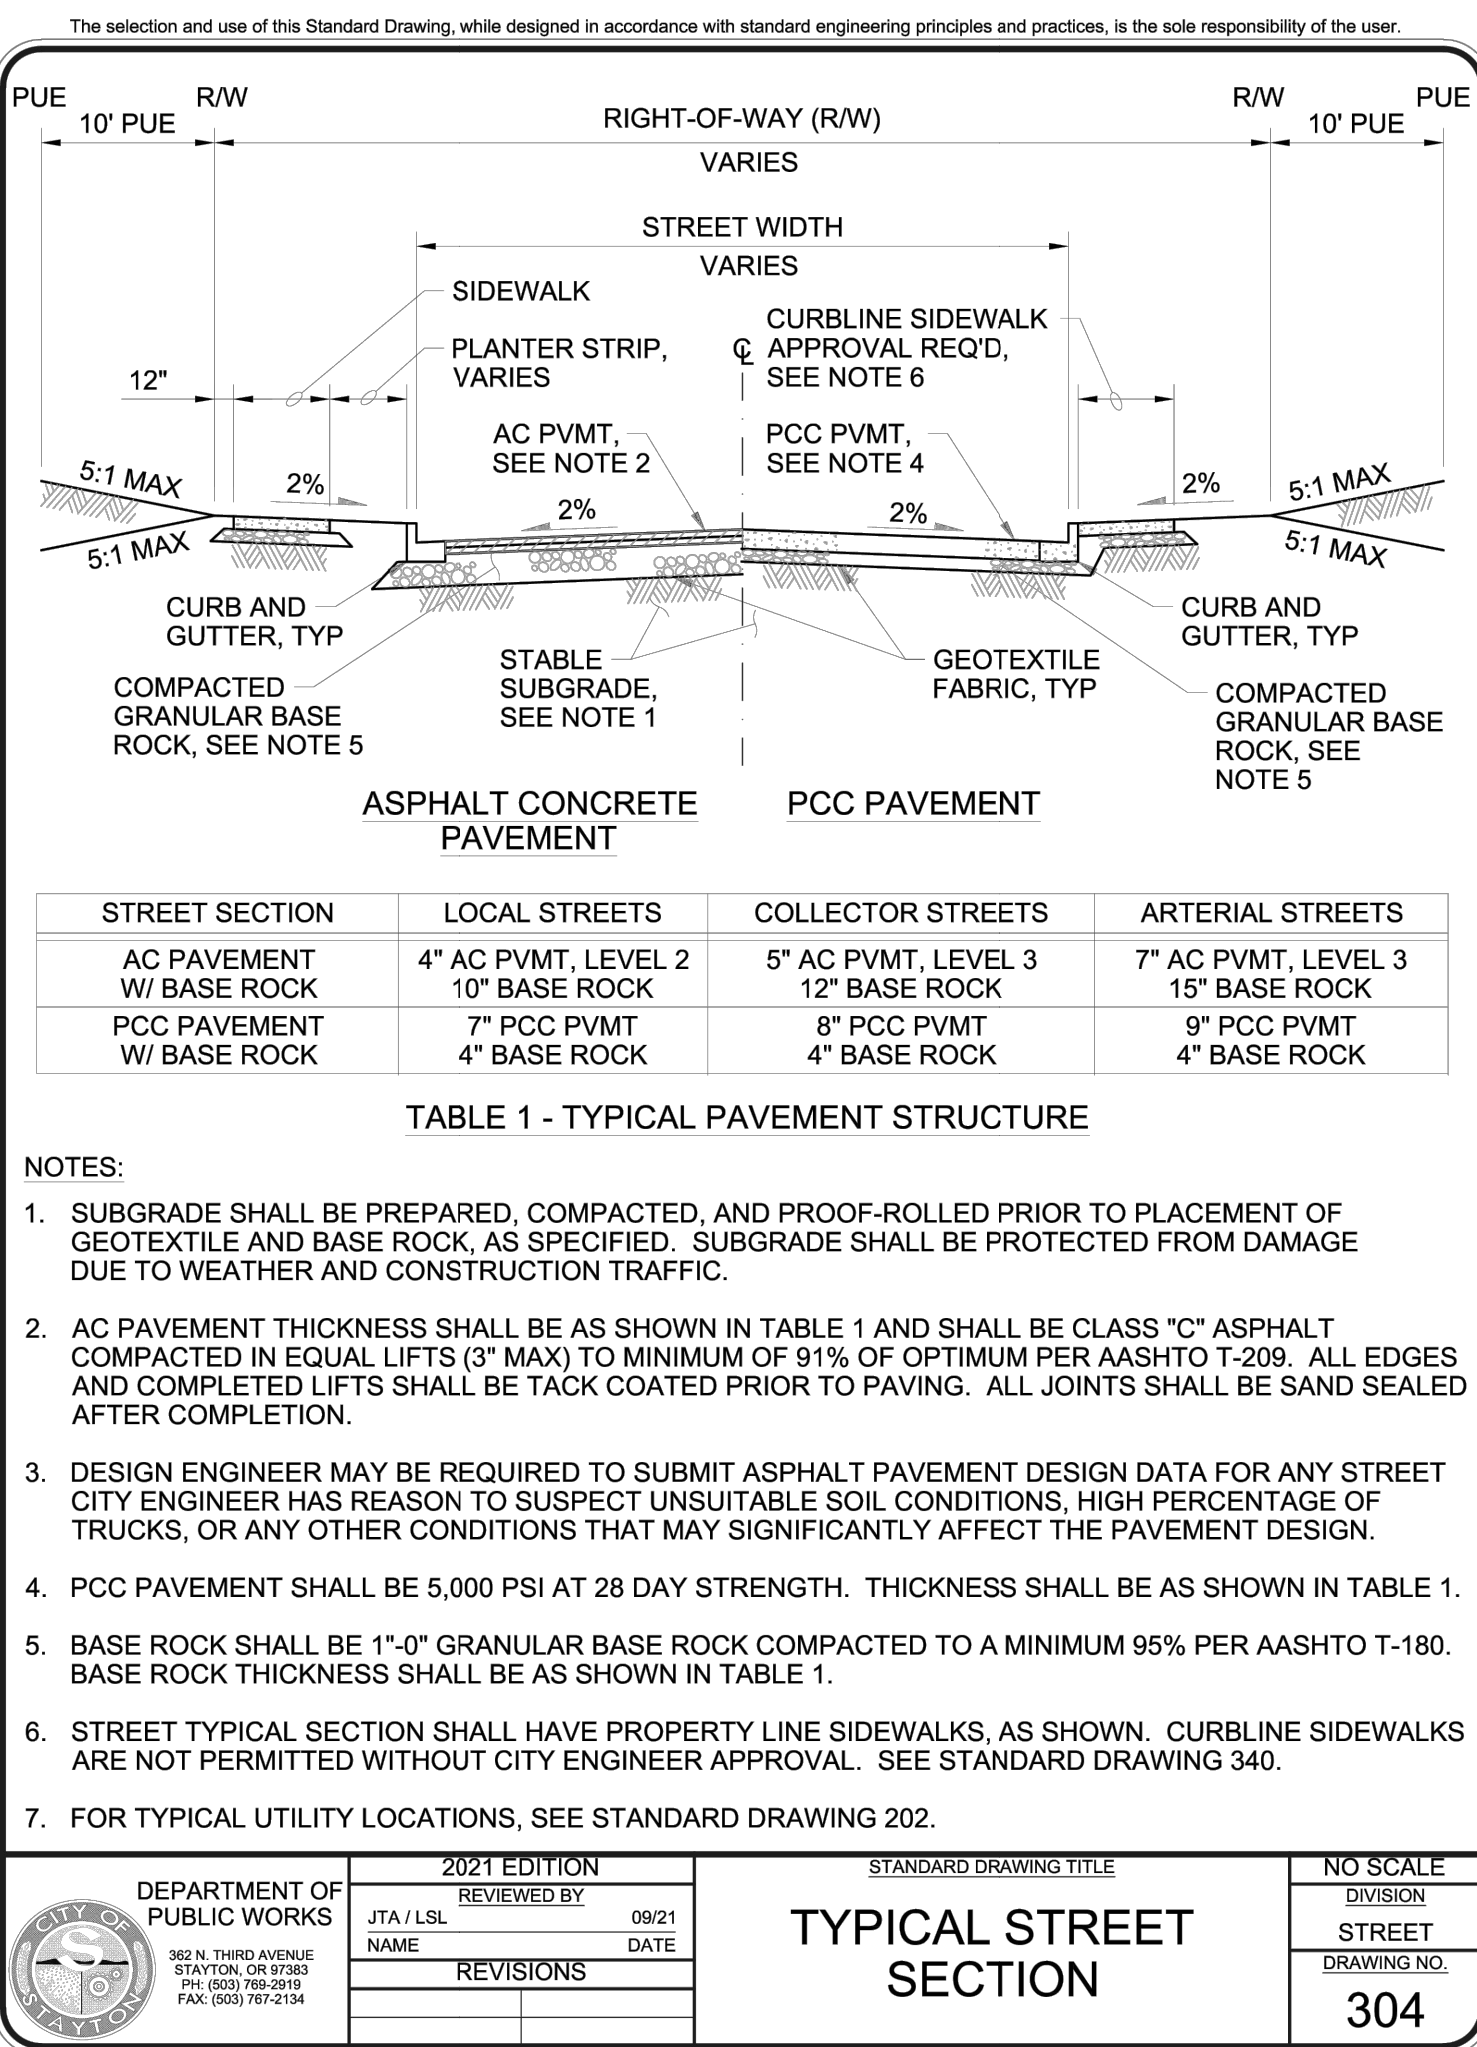 The selection and use of this Standard Drawing, while designed in accordance with standard engineering principles and practices, is the sole responsibility of the user.
PUE
R/W
R/W
PUE
10' PUE
RIGHT-OF-WAY (R/W)
10' PUE
VARIES
STREET WIDTH
VARIES
SIDEWALK
CURBLINE SIDEWALK
APPROVAL REQ'D,
SEE NOTE 6
PLANTER STRIP,
VARIES
℄
12"
AC PVMT,
SEE NOTE 2
PCC PVMT,
SEE NOTE 4
5:1 MAX
2%
2%
2%
2%
5:1 MAX
5:1 MAX
5:1 MAX
CURB AND
GUTTER, TYP
CURB AND
GUTTER, TYP
COMPACTED
GRANULAR BASE
ROCK, SEE NOTE 5
STABLE
SUBGRADE,
SEE NOTE 1
GEOTEXTILE
FABRIC, TYP
COMPACTED
GRANULAR BASE
ROCK, SEE
NOTE 5
ASPHALT CONCRETE
PAVEMENT
PCC PAVEMENT
STREET SECTION LOCAL STREETS COLLECTOR STREETS ARTERIAL STREETS
AC PAVEMENT 4" AC PVMT, LEVEL 2 5" AC PVMT, LEVEL 3 7" AC PVMT, LEVEL 3
W/ BASE ROCK 10" BASE ROCK 12" BASE ROCK 15" BASE ROCK
PCC PAVEMENT 7" PCC PVMT 8" PCC PVMT 9" PCC PVMT
W/ BASE ROCK 4" BASE ROCK 4" BASE ROCK 4" BASE ROCK
TABLE 1 - TYPICAL PAVEMENT STRUCTURE
NOTES:
1. SUBGRADE SHALL BE PREPARED, COMPACTED, AND PROOF-ROLLED PRIOR TO PLACEMENT OF
GEOTEXTILE AND BASE ROCK, AS SPECIFIED. SUBGRADE SHALL BE PROTECTED FROM DAMAGE
DUE TO WEATHER AND CONSTRUCTION TRAFFIC.
2. AC PAVEMENT THICKNESS SHALL BE AS SHOWN IN TABLE 1 AND SHALL BE CLASS "C" ASPHALT
COMPACTED IN EQUAL LIFTS (3" MAX) TO MINIMUM OF 91% OF OPTIMUM PER AASHTO T-209. ALL EDGES
AND COMPLETED LIFTS SHALL BE TACK COATED PRIOR TO PAVING. ALL JOINTS SHALL BE SAND SEALED
AFTER COMPLETION.
3. DESIGN ENGINEER MAY BE REQUIRED TO SUBMIT ASPHALT PAVEMENT DESIGN DATA FOR ANY STREET
CITY ENGINEER HAS REASON TO SUSPECT UNSUITABLE SOIL CONDITIONS, HIGH PERCENTAGE OF
TRUCKS, OR ANY OTHER CONDITIONS THAT MAY SIGNIFICANTLY AFFECT THE PAVEMENT DESIGN.
4. PCC PAVEMENT SHALL BE 5,000 PSI AT 28 DAY STRENGTH. THICKNESS SHALL BE AS SHOWN IN TABLE 1.
5. BASE ROCK SHALL BE 1"-0" GRANULAR BASE ROCK COMPACTED TO A MINIMUM 95% PER AASHTO T-180.
BASE ROCK THICKNESS SHALL BE AS SHOWN IN TABLE 1.
6. STREET TYPICAL SECTION SHALL HAVE PROPERTY LINE SIDEWALKS, AS SHOWN. CURBLINE SIDEWALKS
ARE NOT PERMITTED WITHOUT CITY ENGINEER APPROVAL. SEE STANDARD DRAWING 340.
7. FOR TYPICAL UTILITY LOCATIONS, SEE STANDARD DRAWING 202.
CITY OF
S
STAYTON
DEPARTMENT OF
PUBLIC WORKS
362 N. THIRD AVENUE
STAYTON, OR 97383
PH: (503) 769-2919
FAX: (503) 767-2134
2021 EDITION
REVIEWED BY
JTA / LSL 09/21
NAME DATE
REVISIONS
STANDARD DRAWING TITLE
TYPICAL STREET
SECTION
NO SCALE
DIVISION
STREET
DRAWING NO.
304